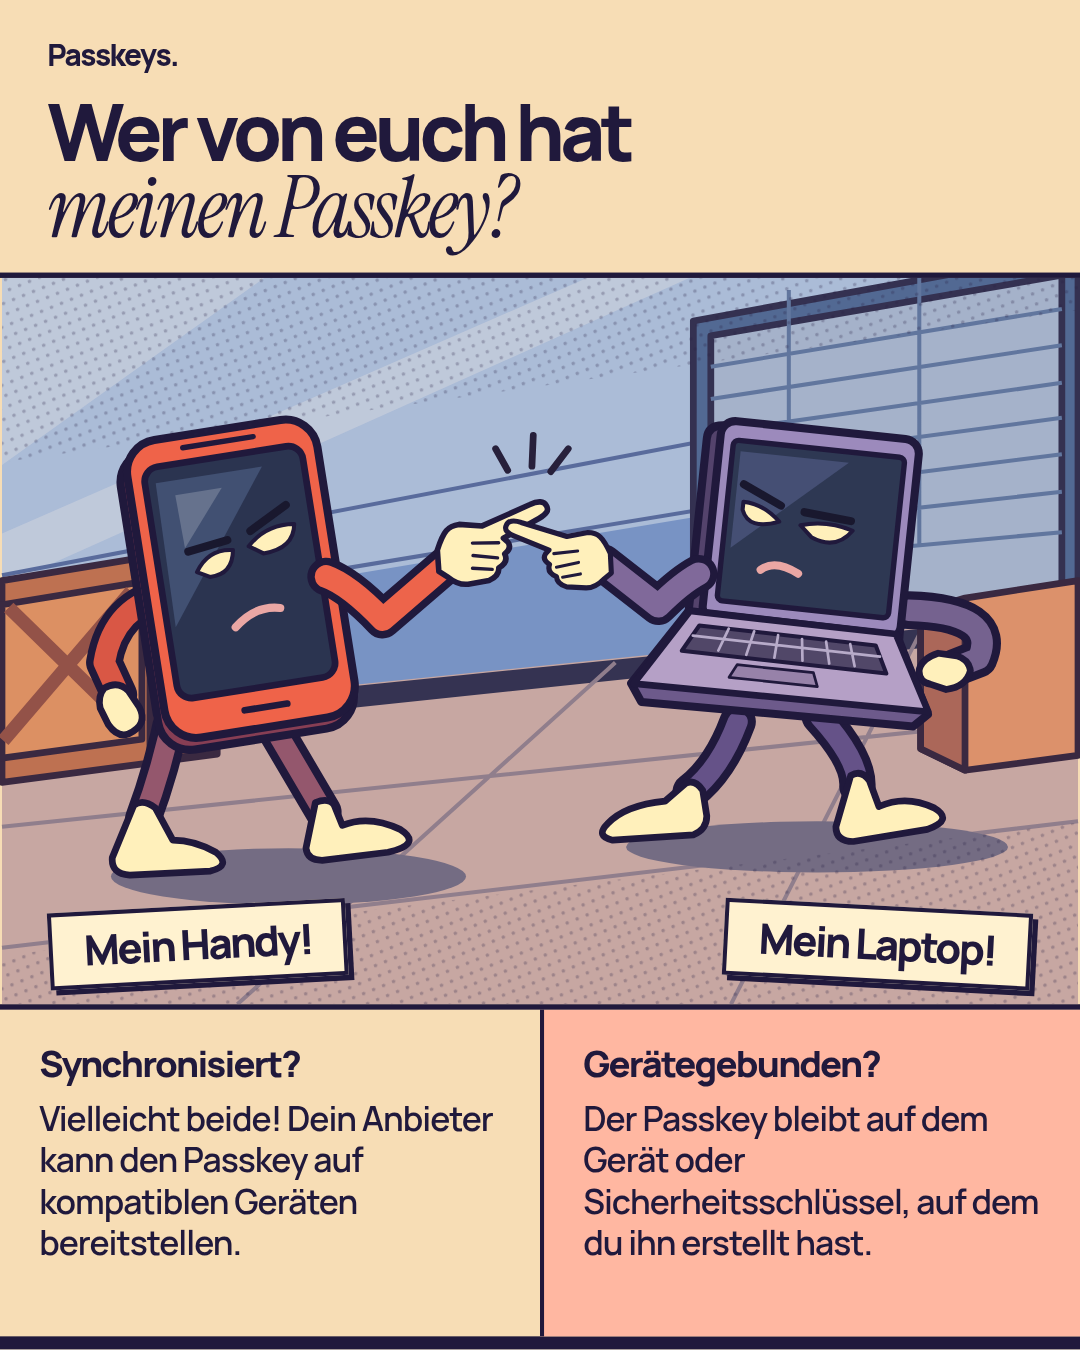 Passkeys.
Wer von euch hat
meinen Passkey?
Mein Handy!
Mein Laptop!
Synchronisiert?
Vielleicht beide! Dein Anbieter
kann den Passkey auf
kompatiblen Geräten
bereitstellen.
Gerätegebunden?
Der Passkey bleibt auf dem
Gerät oder
Sicherheitsschlüssel, auf dem
du ihn erstellt hast.